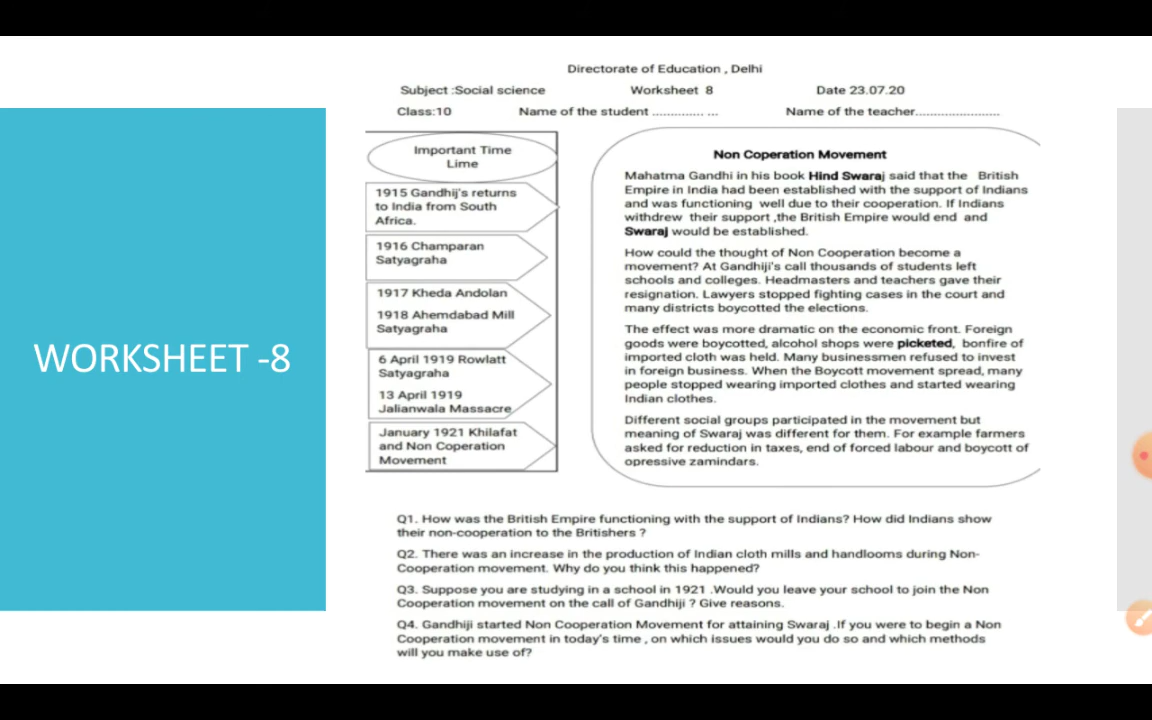 Directorate of Education , Delhi
Subject :Social science Worksheet 8 Date 23.07.20
Class:10 Name of the student ............. ... Name of the teacher.......................
WORKSHEET -8
Important Time
Lime
1915 Gandhij's returns
to India from South
Africa.
1916 Champaran
Satyagraha
1917 Kheda Andolan
1918 Ahemdabad Mill
Satyagraha
6 April 1919 Rowlatt
Satyagraha
13 April 1919
Jalianwala Massacre
January 1921 Khilafat
and Non Coperation
Movement
Non Coperation Movement
Mahatma Gandhi in his book Hind Swaraj said that the British
Empire in India had been established with the support of Indians
and was functioning well due to their cooperation. If Indians
withdrew their support ,the British Empire would end and
Swaraj would be established.
How could the thought of Non Cooperation become a
movement? At Gandhiji's call thousands of students left
schools and colleges. Headmasters and teachers gave their
resignation. Lawyers stopped fighting cases in the court and
many districts boycotted the elections.
The effect was more dramatic on the economic front. Foreign
goods were boycotted, alcohol shops were picketed, bonfire of
imported cloth was held. Many businessmen refused to invest
in foreign business. When the Boycott movement spread, many
people stopped wearing imported clothes and started wearing
Indian clothes.
Different social groups participated in the movement but
meaning of Swaraj was different for them. For example farmers
asked for reduction in taxes, end of forced labour and boycott of
opressive zamindars.
Q1. How was the British Empire functioning with the support of Indians? How did Indians show
their non-cooperation to the Britishers ?
Q2. There was an increase in the production of Indian cloth mills and handlooms during Non-
Cooperation movement. Why do you think this happened?
Q3. Suppose you are studying in a school in 1921 .Would you leave your school to join the Non
Cooperation movement on the call of Gandhiji ? Give reasons.
Q4. Gandhiji started Non Cooperation Movement for attaining Swaraj .If you were to begin a Non
Cooperation movement in today's time , on which issues would you do so and which methods
will you make use of?